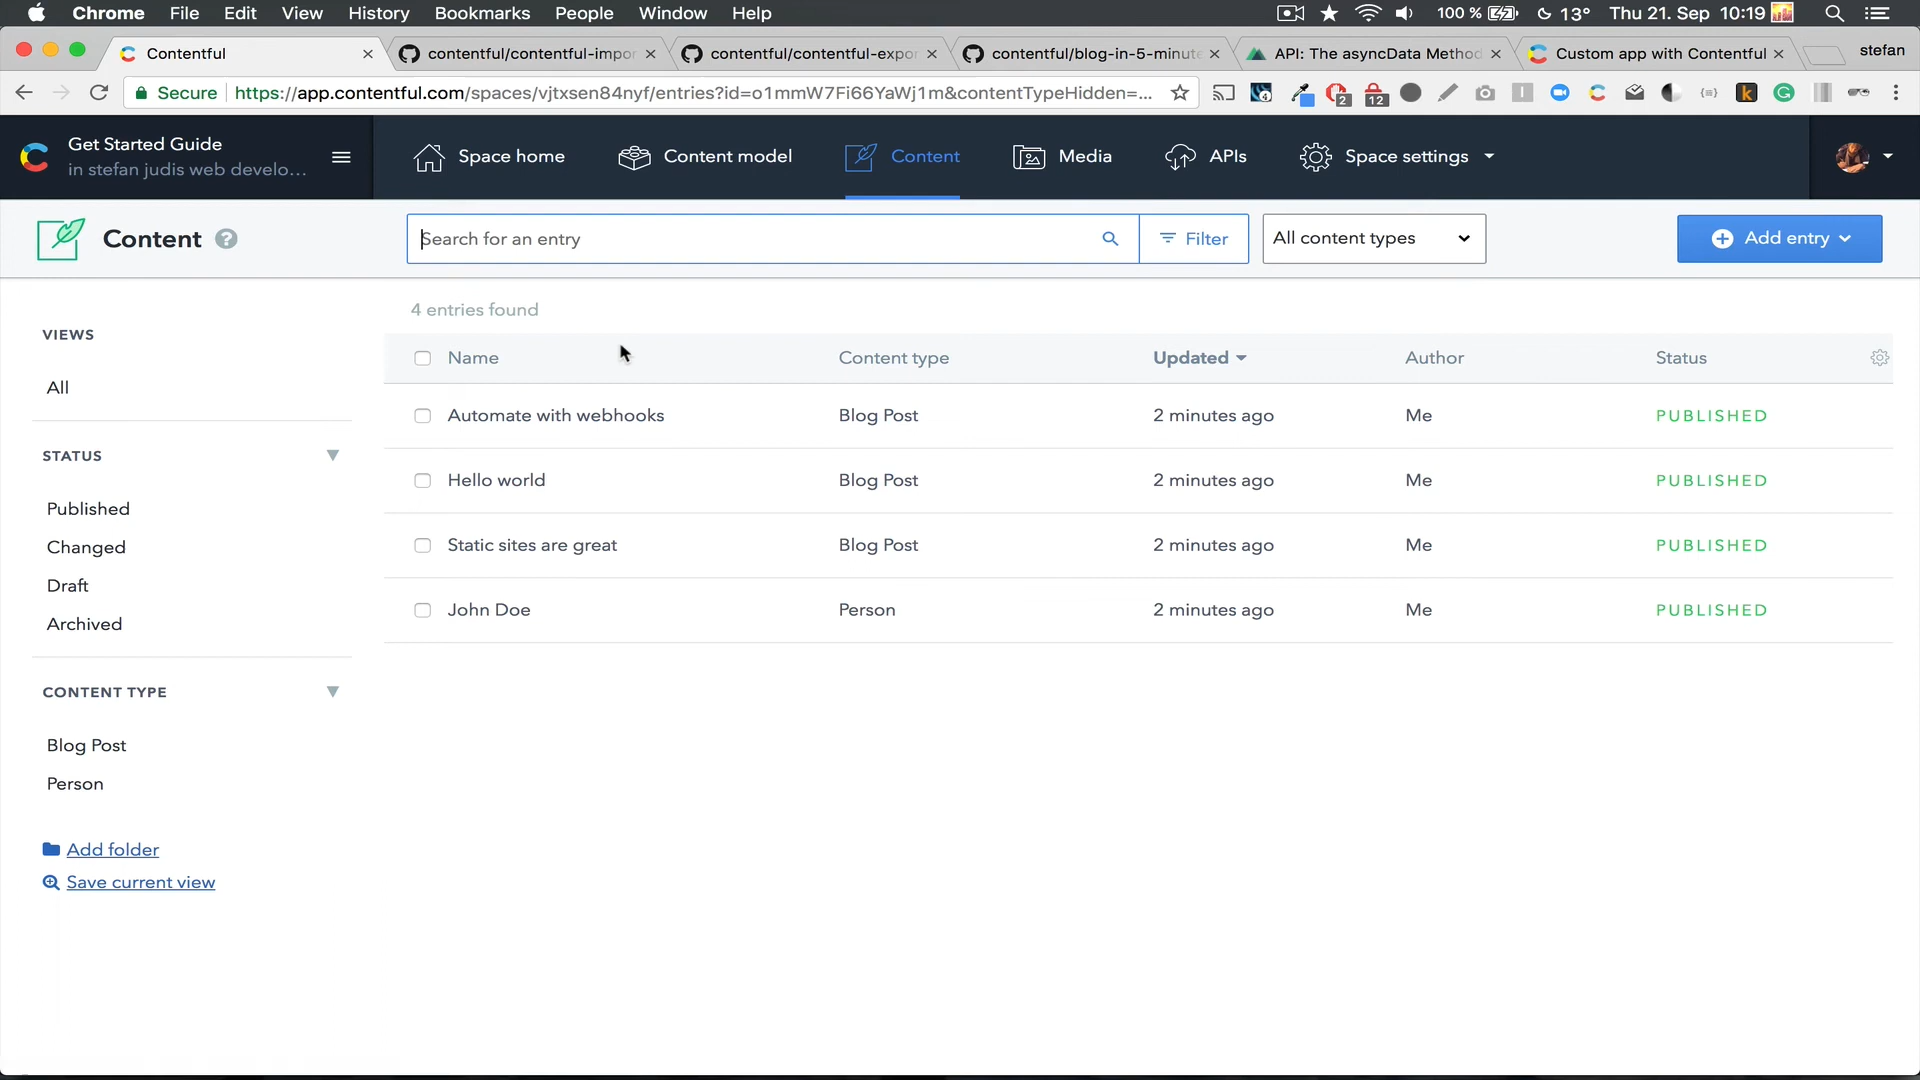 Chrome File Edit View History Bookmarks People Window Help 100 % 13° Thu 21. Sep 10:19
Contentful contentful/contentful-impor contentful/contentful-expor contentful/blog-in-5-minute API: The asyncData Method Custom app with Contentful stefan
Secure https://app.contentful.com/spaces/vjtxsen84nyf/entries?id=o1mmW7Fi66YaWj1m&contentTypeHidden=... 4 2 12 k
Get Started Guide
in stefan judis web develo...
Space home Content model Content Media APIs Space settings
Content ? Search for an entry Filter All content types Add entry
4 entries found
VIEWS
All
STATUS
Published
Changed
Draft
Archived
CONTENT TYPE
Blog Post
Person
Add folder
Save current view
Name Content type Updated Author Status
Automate with webhooks Blog Post 2 minutes ago Me PUBLISHED
Hello world Blog Post 2 minutes ago Me PUBLISHED
Static sites are great Blog Post 2 minutes ago Me PUBLISHED
John Doe Person 2 minutes ago Me PUBLISHED